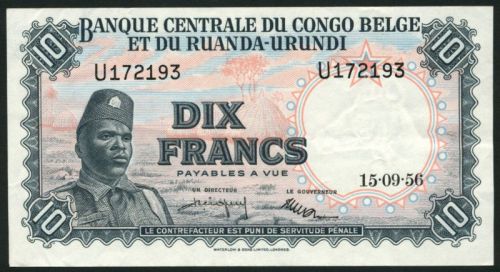 10 BANQUE CENTRALE DU CONGO BELGE 10
ET DU RUANDA-URUNDI
U172193 U172193
DIX
FRANCS
PAYABLES A VUE
UN DIRECTEUR LE GOUVERNEUR
15-09-56
10 10
LE CONTREFACTEUR EST PUNI DE SERVITUDE PÉNALE
WATERLOW & SONS LIMITED, LONDRES